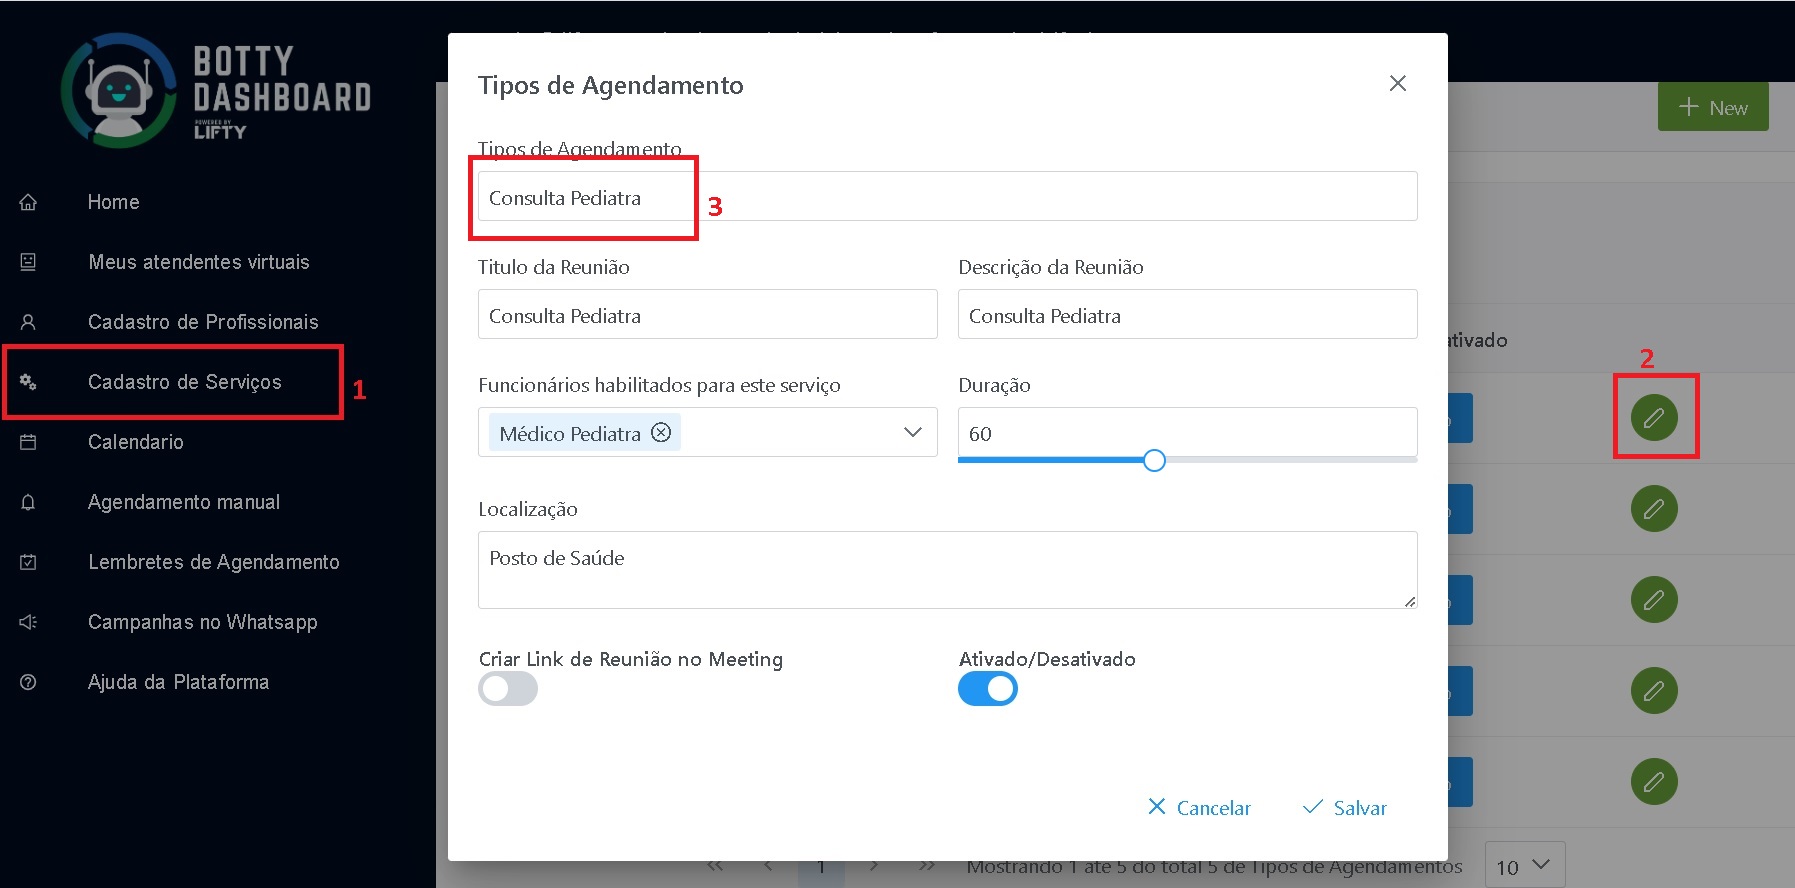 BOTTY
DASHBOARD
POWERED BY
LIFTY
Home
Meus atendentes virtuais
Cadastro de Profissionais
Cadastro de Serviços
1
Calendario
Agendamento manual
Lembretes de Agendamento
Campanhas no Whatsapp
Ajuda da Plataforma
Tipos de Agendamento
Tipos de Agendamento
Consulta Pediatra
3
Titulo da Reunião
Descrição da Reunião
Consulta Pediatra
Consulta Pediatra
Funcionários habilitados para este serviço
Duração
Médico Pediatra
60
Localização
Posto de Saúde
Criar Link de Reunião no Meeting
Ativado/Desativado
Cancelar
Salvar
New
ativado
2
1
Mostrando 1 até 5 do total 5 de Tipos de Agendamentos
10